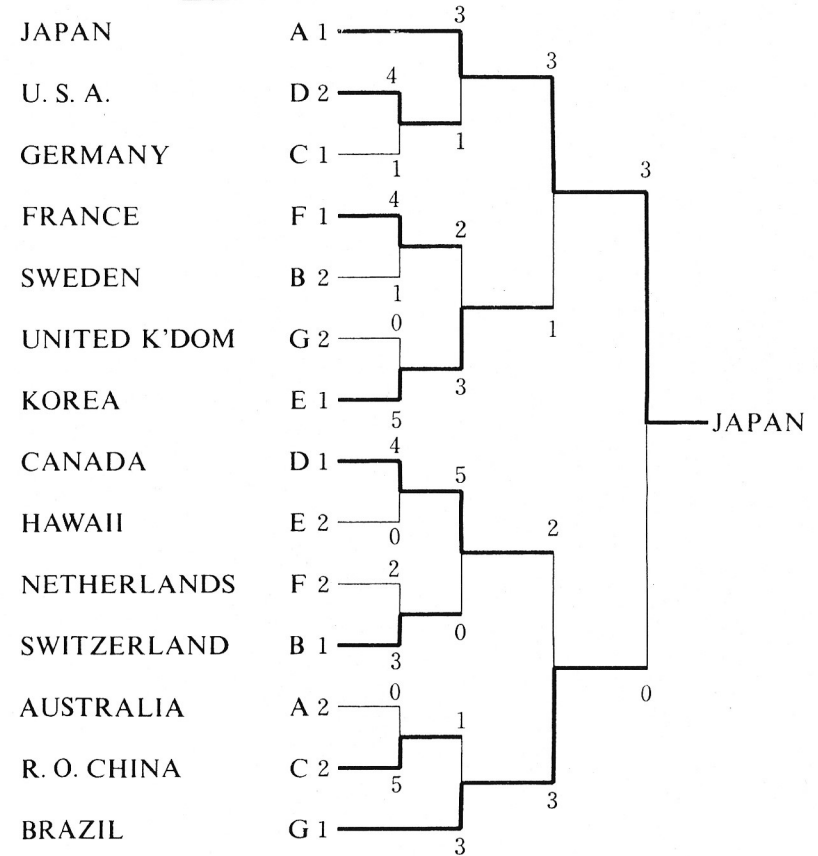 JAPAN A 1 3
3
U. S. A. D 2 4
GERMANY C 1 1 1
3
FRANCE F 1 4
2
SWEDEN B 2 1
UNITED K'DOM G 2 0 1
KOREA E 1 5 3
JAPAN
CANADA D 1 4
5
HAWAII E 2 0 2
NETHERLANDS F 2 2
SWITZERLAND B 1 3 0
AUSTRALIA A 2 0 0
1
R. O. CHINA C 2 5 3
BRAZIL G 1 3